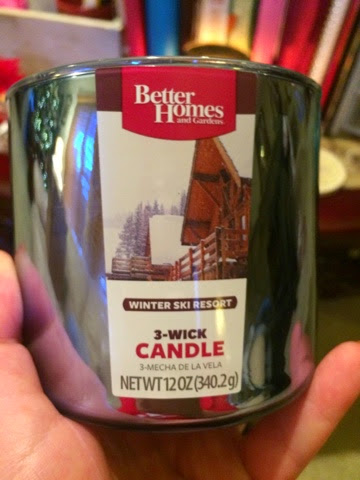 Better
Homes
and Gardens
WINTER SKI RESORT
3-WICK
CANDLE
3-MECHA DE LA VELA
NET WT 12 OZ (340.2g)